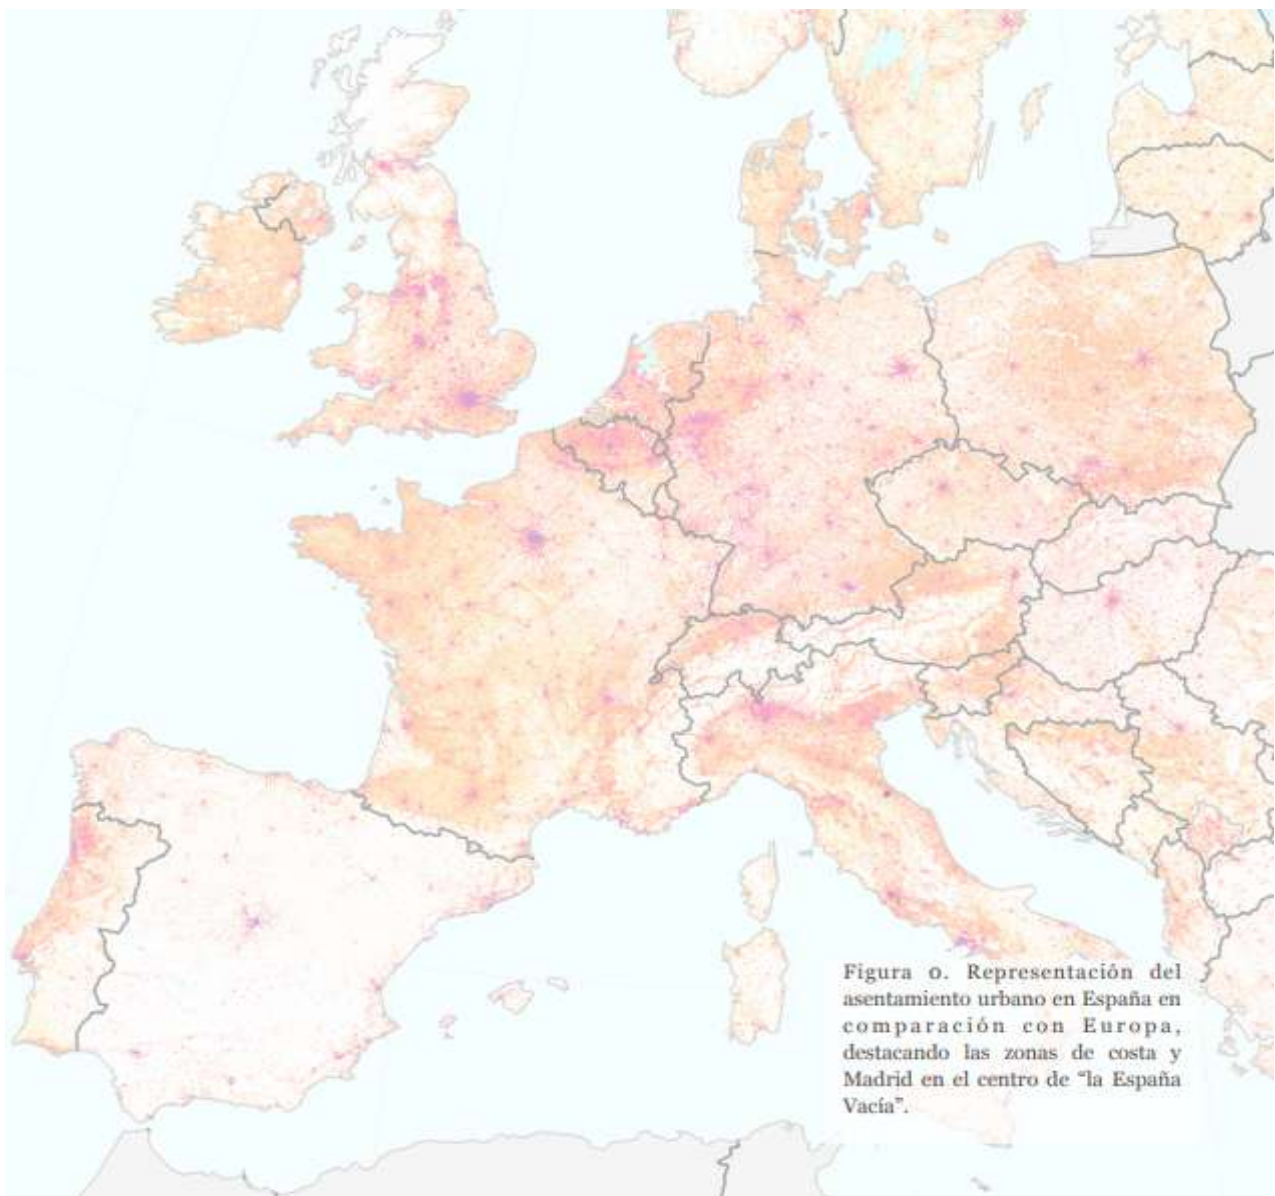 Figura 0. Representación del
asentamiento urbano en España en
comparación con Europa,
destacando las zonas de costa y
Madrid en el centro de “la España
Vacía”.